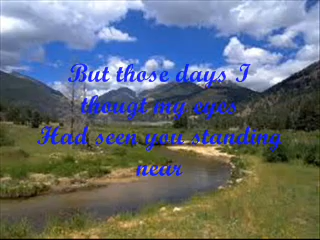 But those days I
thougt my eyes
Had seen you standing
near